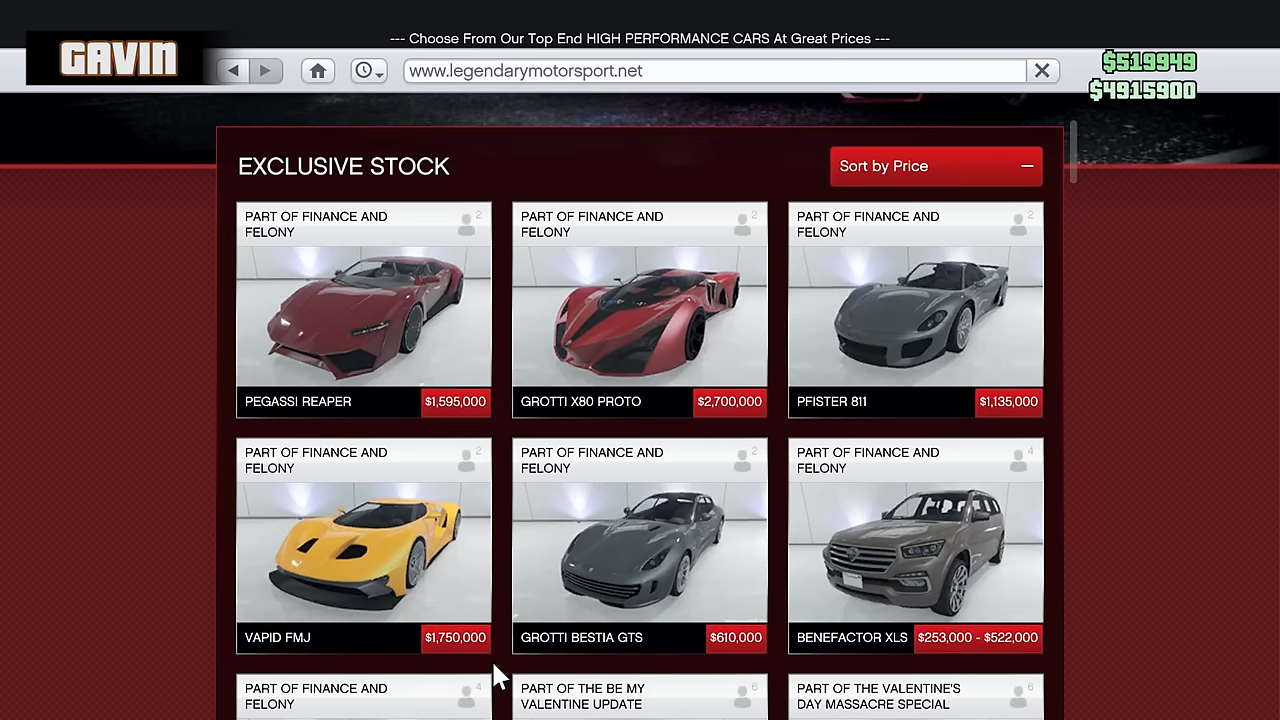 --- Choose From Our Top End HIGH PERFORMANCE CARS At Great Prices ---
GAVIN
www.legendarymotorsport.net
$519949
$4915900
EXCLUSIVE STOCK
Sort by Price
PART OF FINANCE AND
FELONY
2
PEGASSI REAPER
$1,595,000
PART OF FINANCE AND
FELONY
2
GROTTI X80 PROTO
$2,700,000
PART OF FINANCE AND
FELONY
2
PFISTER 811
$1,135,000
PART OF FINANCE AND
FELONY
2
VAPID FMJ
$1,750,000
PART OF FINANCE AND
FELONY
2
GROTTI BESTIA GTS
$610,000
PART OF FINANCE AND
FELONY
4
BENEFACTOR XLS
$253,000 - $522,000
PART OF FINANCE AND
FELONY
4
PART OF THE BE MY
VALENTINE UPDATE
6
PART OF THE VALENTINE'S
DAY MASSACRE SPECIAL
6